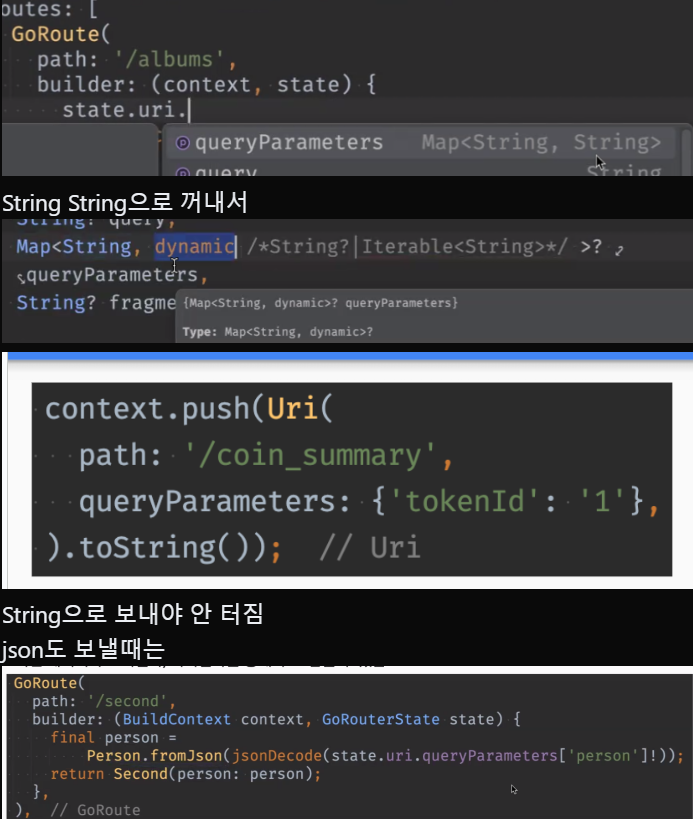 outes: [
GoRoute(
path: '/albums',
builder: (context, state) {
state.uri.
queryParameters Map<String, String>
query String
String String으로 꺼내서
String? query,
Map<String, dynamic /*String?|Iterable<String>*/ >?
queryParameters,
String? fragme
{Map<String, dynamic>? queryParameters}
Type: Map<String, dynamic>?
context.push(Uri(
path: '/coin_summary',
queryParameters: {'tokenId': '1'},
).toString()); // Uri
String으로 보내야 안 터짐
json도 보낼때는
GoRoute(
path: '/second',
builder: (BuildContext context, GoRouterState state) {
final person =
Person.fromJson(jsonDecode(state.uri.queryParameters['person']!));
return Second(person: person);
},
), // GoRoute